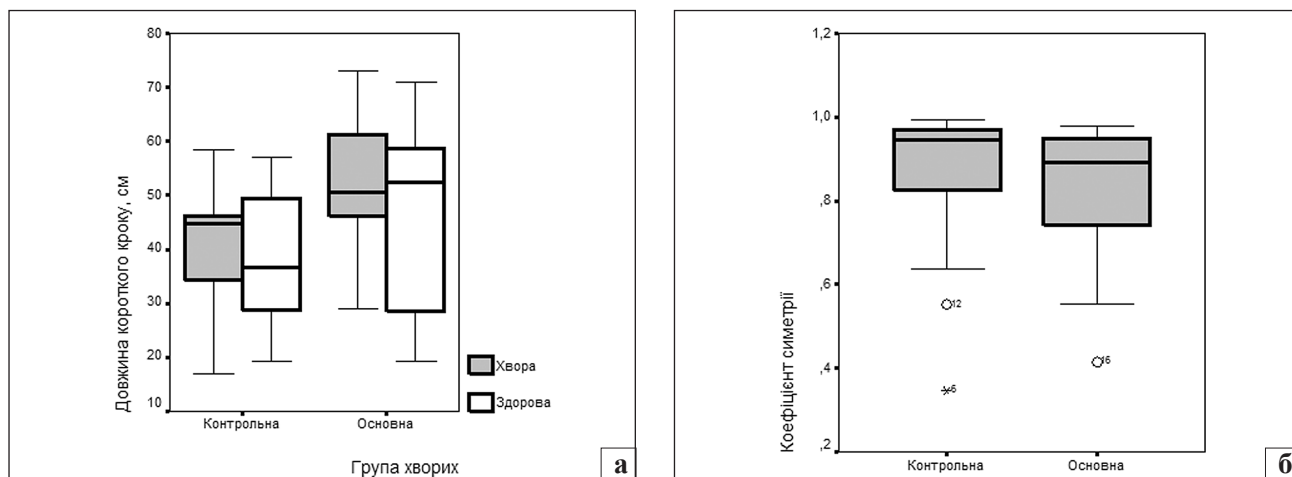 Довжина короткого кроку, см
80
70
60
50
40
30
20
10
Контрольна
Основна
Хвора
Здорова
Група хворих
а
Коефіцієнт симетрії
1,2
1,0
,8
,6
,4
,2
12
6
16
Контрольна
Основна
б